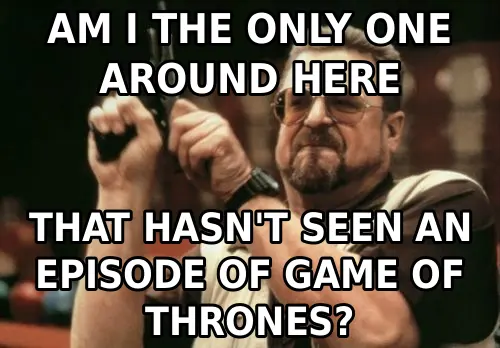 AM I THE ONLY ONE
AROUND HERE
THAT HASN'T SEEN AN
EPISODE OF GAME OF
THRONES?